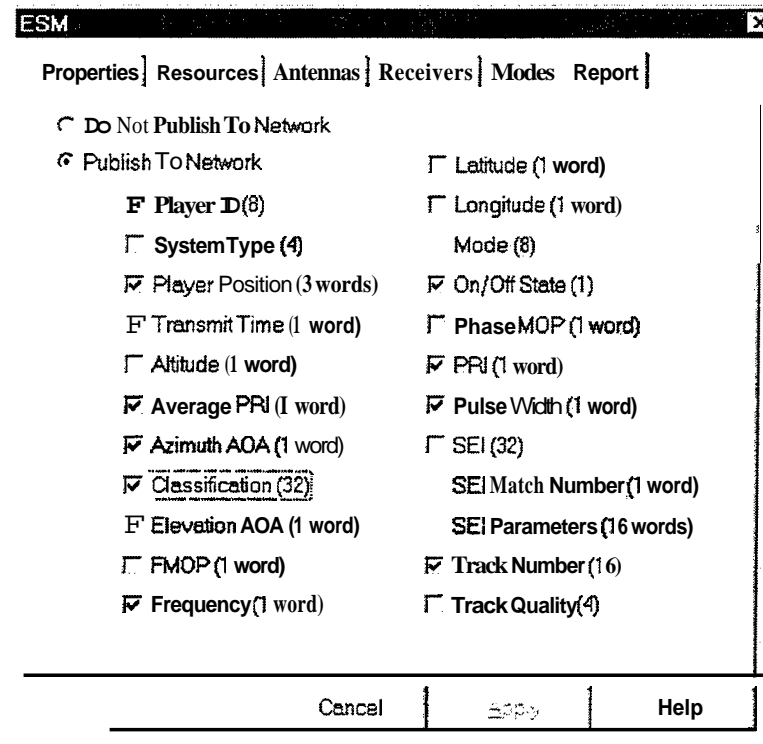 ESM
Properties Resources Antennas Receivers Modes Report
Do Not Publish To Network
Publish To Network
F Player ID (8)
System Type (4)
Player Position (3 words)
F Transmit Time (1 word)
Altitude (1 word)
Average PRI (I word)
Azimuth AOA (1 word)
Classification (32)
F Elevation AOA (1 word)
FMOP (1 word)
Frequency (1 word)
Latitude (1 word)
Longitude (1 word)
Mode (8)
On/Off State (1)
Phase MOP (1 word)
PRI (1 word)
Pulse Width (1 word)
SEI (32)
SEI Match Number (1 word)
SEI Parameters (16 words)
Track Number (16)
Track Quality (4)
Cancel Apply Help